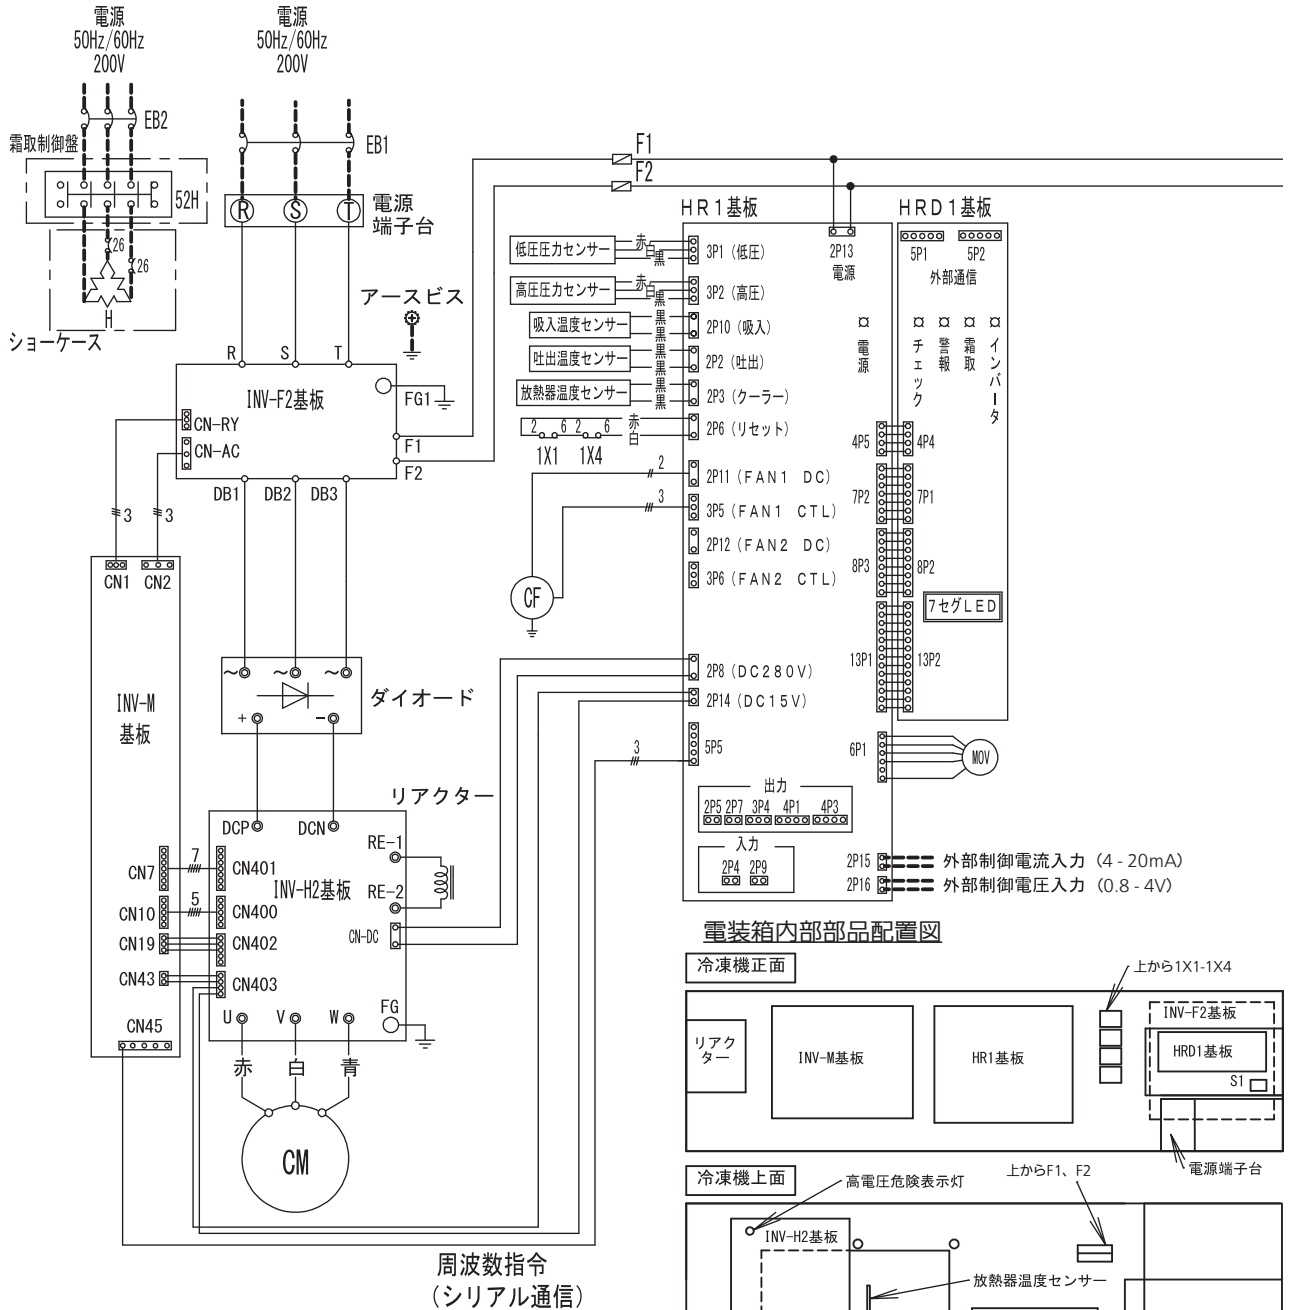 電源
50Hz/60Hz
200V
電源
50Hz/60Hz
200V
EB2
EB1
霜取制御盤
52H
電源
端子台
R
S
T
26
26
H
ショーケース
アースビス
F1
F2
HR1基板
HRD1基板
低圧圧力センサー
赤
白
黒
3P1(低圧)
高圧圧力センサー
赤
白
黒
3P2(高圧)
吸入温度センサー
黒
黒
2P10(吸入)
吐出温度センサー
黒
黒
2P2(吐出)
放熱器温度センサー
黒
黒
2P3(クーラー)
2 6 2 6
赤
白
2P6(リセット)
1X1 1X4
2
2P11(FAN1 DC)
3
3P5(FAN1 CTL)
2P12(FAN2 DC)
3P6(FAN2 CTL)
CF
2P8(DC280V)
2P14(DC15V)
3
5P5
2P13
電源
5P1
5P2
外部通信
電源
チェック
警報
霜取
インバータ
4P5
4P4
7P2
7P1
8P3
8P2
7セグLED
13P1
13P2
6P1
MOV
出力
2P5 2P7 3P4 4P1 4P3
入力
2P4 2P9
2P15
外部制御電流入力(4-20mA)
2P16
外部制御電圧入力(0.8-4V)
R
S
T
INV-F2基板
FG1
CN-RY
CN-AC
F1
F2
DB1
DB2
DB3
3
3
CN1 CN2
INV-M
基板
~
~
~
+
-
ダイオード
リアクター
DCP
DCN
RE-1
RE-2
INV-H2基板
CN-DC
CN7
7
CN401
CN10
5
CN400
CN19
CN402
CN43
CN403
CN45
U
V
W
FG
赤
白
青
CM
周波数指令
(シリアル通信)
電装箱内部部品配置図
冷凍機正面
上から1X1-1X4
リアク
ター
INV-M基板
HR1基板
INV-F2基板
HRD1基板
S1
電源端子台
冷凍機上面
高電圧危険表示灯
上からF1、F2
INV-H2基板
放熱器温度センサー